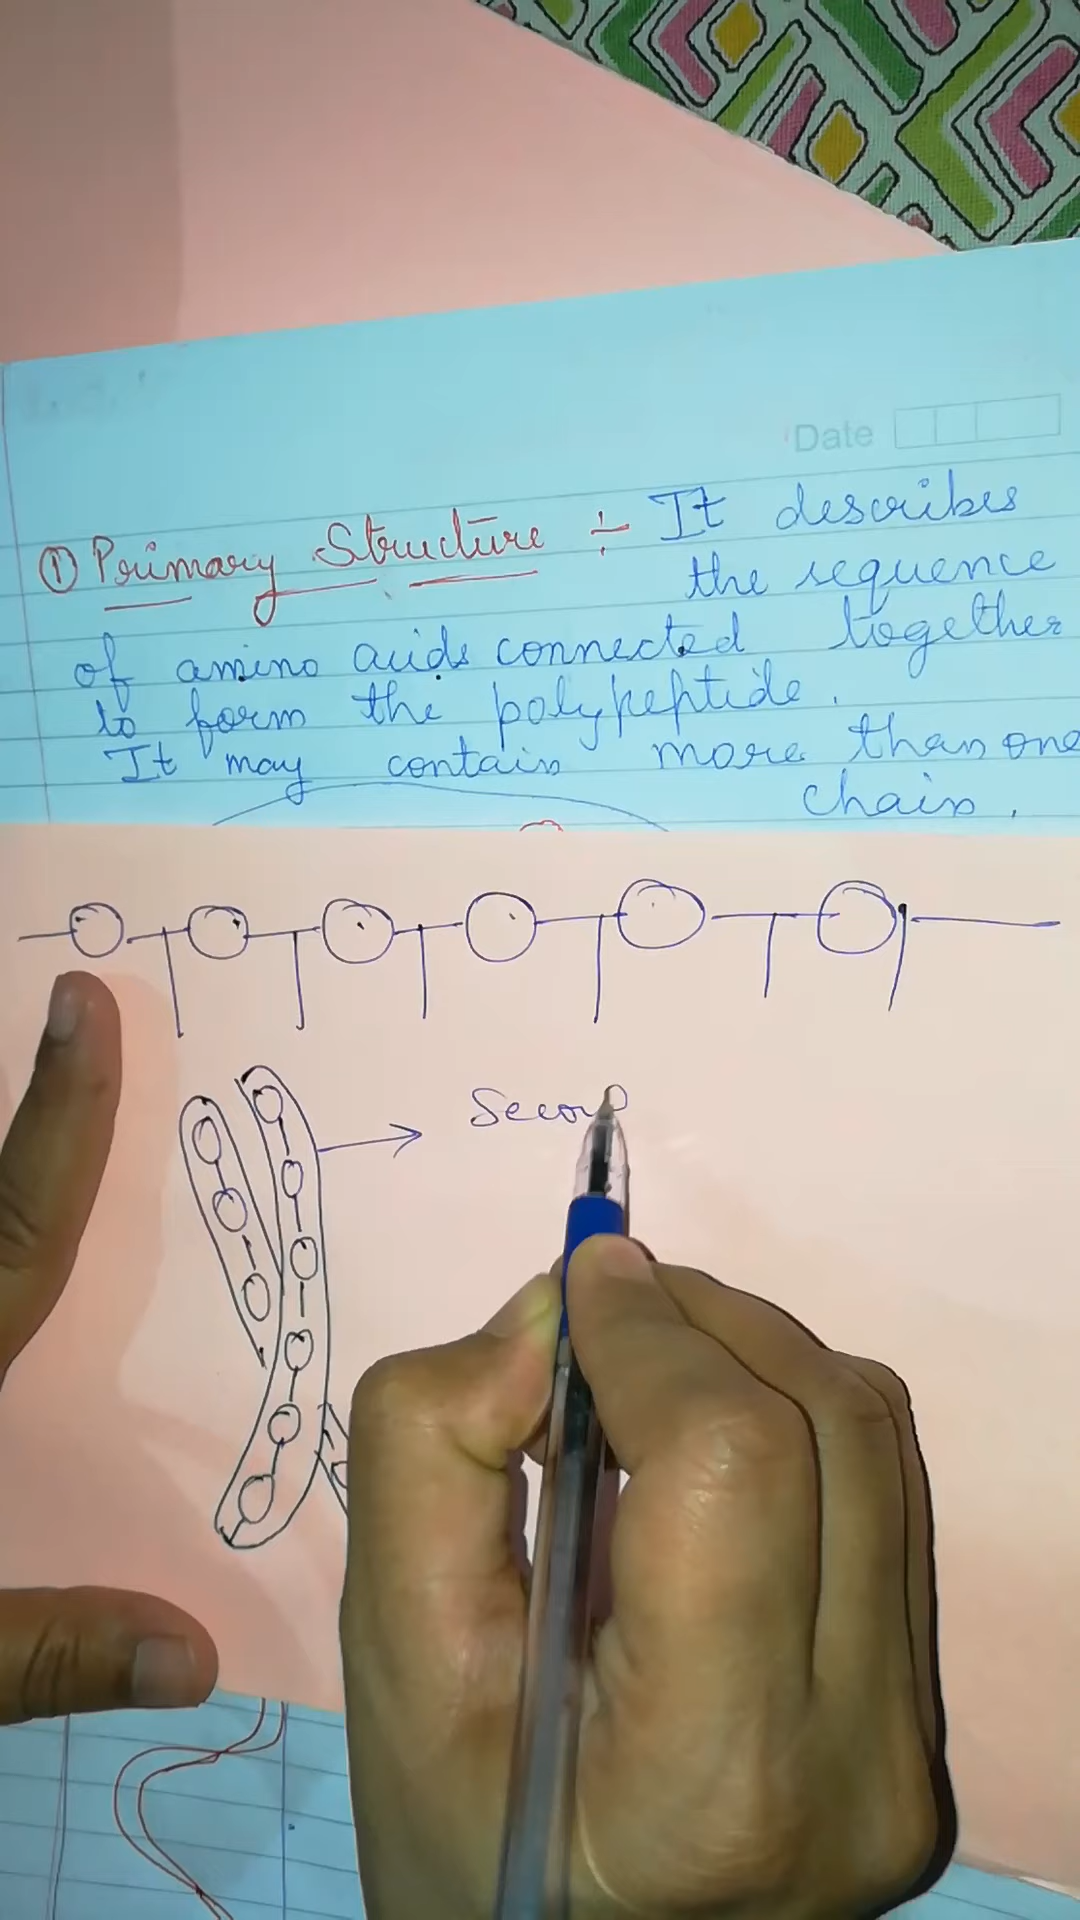 Date
① Primary Structure ÷ It describes
the sequence
of amino acids connected together
to form the polypeptide.
It may contain more than one
chain.
Secon